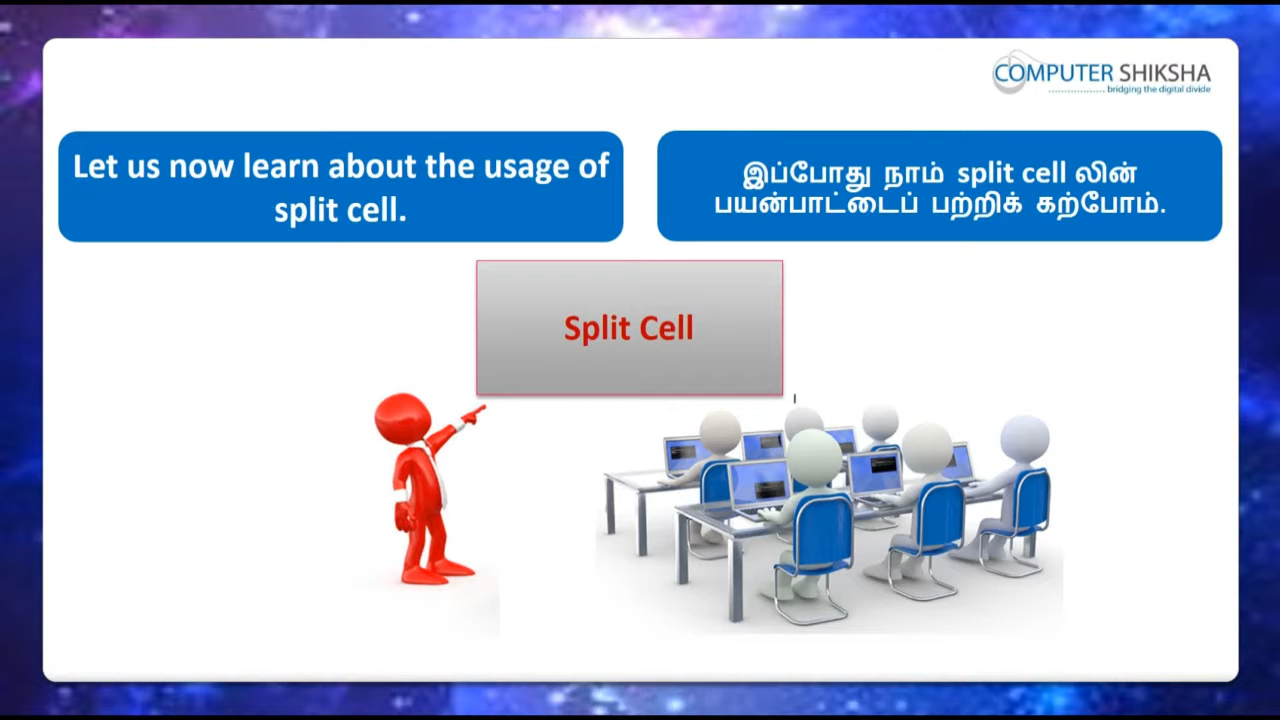 COMPUTER SHIKSHA
bridging the digital divide
Let us now learn about the usage of
split cell.
இப்போது நாம் split cell லின்
பயன்பாட்டைப் பற்றிக் கற்போம்.
Split Cell